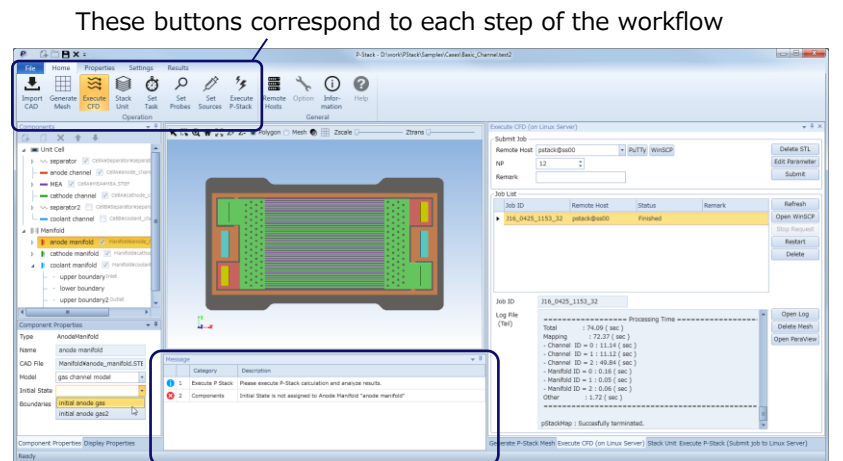 These buttons correspond to each step of the workflow
P-Stack - D:\work\PStack\Samples\Cases\Basic_Channel.test2
File Home Properties Settings Results
Import CAD
Generate Mesh
Execute CFD
Stack Unit
Set Task
Set Probes
Set Sources
Execute P-Stack
Remote Hosts
Option
Infor-mation
Help
Operation
General
Components
Unit Cell
separator
anode channel
MEA
cathode channel
separator2
coolant channel
Manifold
anode manifold
cathode manifold
coolant manifold
upper boundary Inlet
lower boundary
upper boundary2 Outlet
Component Properties
Type AnodeManifold
Name anode manifold
CAD File Manifold¥anode_manifold.STE
Model gas channel model
Initial State
Boundaries
initial anode gas
initial anode gas2
Component Properties Display Properties
Ready
Polygon Mesh Zscale Ztrans
Message
Category Description
1 Execute P Stack Please execute P-Stack calculation and analyze results.
2 Components Initial State is not assigned to Anode Manifold "anode manifold"
Execute CFD (on Linux Server)
Submit Job
Remote Host pstack@ss00 PuTTy WinSCP
NP 12
Remark
Delete STL
Edit Parameter
Submit
Job List
Job ID Remote Host Status Remark
J16_0425_1153_32 pstack@ss00 Finished
Refresh
Open WinSCP
Stop Request
Restart
Delete
Job ID J16_0425_1153_32
Log File (Tail)
Processing Time
Total : 74.09 ( sec )
Mapping : 72.37 ( sec )
- Channel ID = 0 : 11.14 ( sec )
- Channel ID = 1 : 11.12 ( sec )
- Channel ID = 2 : 49.84 ( sec )
- Manifold ID = 0 : 0.16 ( sec )
- Manifold ID = 1 : 0.05 ( sec )
- Manifold ID = 2 : 0.06 ( sec )
Other : 1.72 ( sec )
pStackMap : Succesfully terminated.
Open Log
Delete Mesh
Open ParaView
Generate P-Stack Mesh Execute CFD (on Linux Server) Stack Unit Execute P-Stack (Submit job to Linux Server)